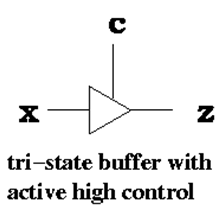 c
x z
tri-state buffer with
active high control